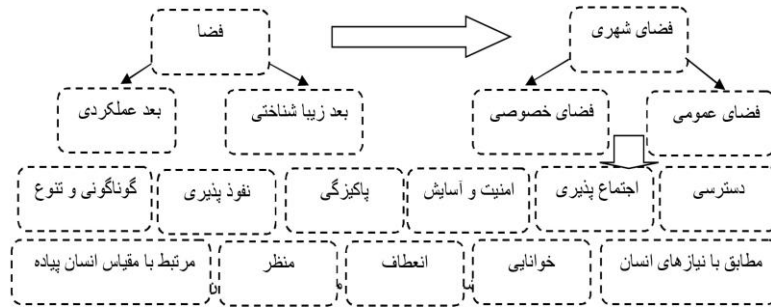 فضای شهری
فضا
فضای عمومی
فضای خصوصی
بعد زیبا شناختی
بعد عملکردی
دسترسی
اجتماع پذیری
امنیت و آسایش
پاکیزگی
نفوذ پذیری
گوناگونی و تنوع
مطابق با نیازهای انسان
خوانایی
انعطاف
منظر
مرتبط با مقیاس انسان پیاده